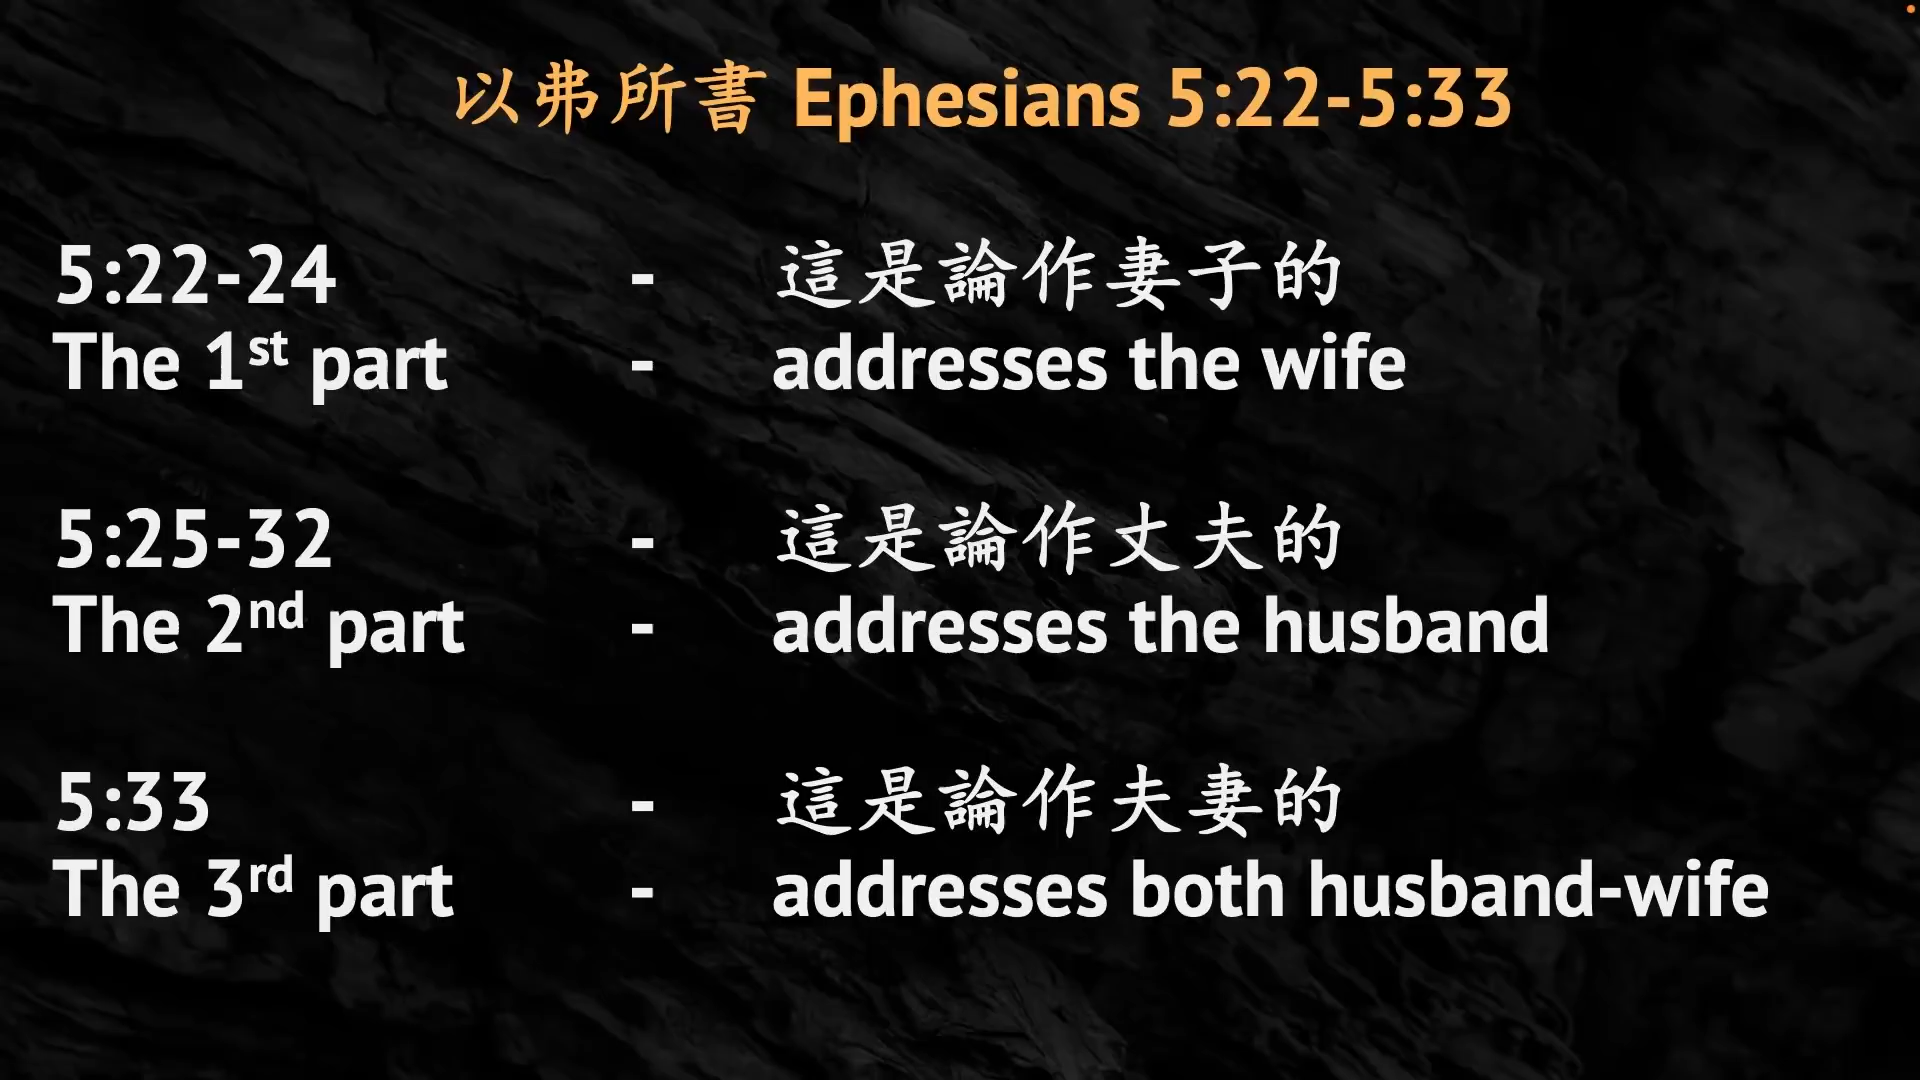 以弗所書 Ephesians 5:22-5:33
5:22-24 - 這是論作妻子的
The 1st part - addresses the wife
5:25-32 - 這是論作丈夫的
The 2nd part - addresses the husband
5:33 - 這是論作夫妻的
The 3rd part - addresses both husband-wife